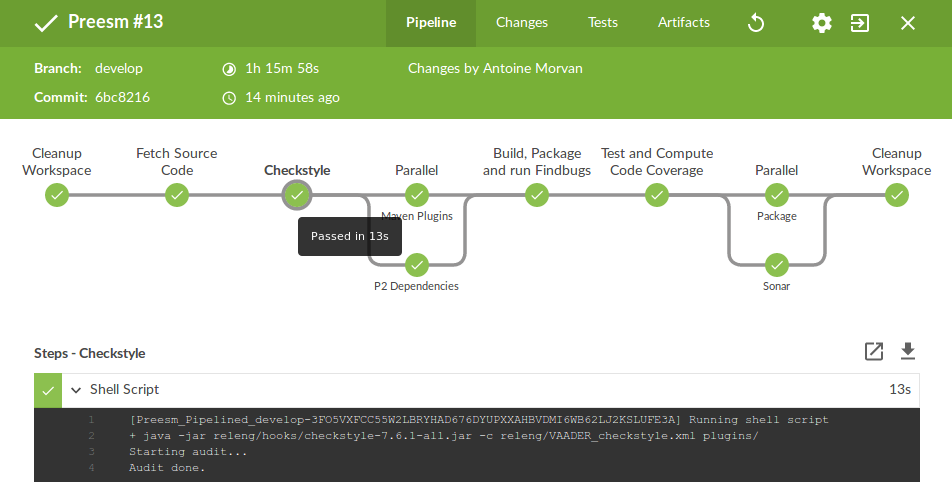 Preesm #13
Pipeline
Changes
Tests
Artifacts
Branch: develop
1h 15m 58s
Changes by Antoine Morvan
Commit: 6bc8216
14 minutes ago
Cleanup
Workspace
Fetch Source
Code
Checkstyle
Parallel
Build, Package
and run Findbugs
Test and Compute
Code Coverage
Parallel
Cleanup
Workspace
Maven Plugins
Package
Passed in 13s
P2 Dependencies
Sonar
Steps - Checkstyle
Shell Script
13s
1 [Preesm_Pipelined_develop-3FO5VXFCC55W2LBRYHAD676DYUPXXAHBVDMI6WB62LJ2KSLUFE3A] Running shell script
2 + java -jar releng/hooks/checkstyle-7.6.1-all.jar -c releng/VAADER_checkstyle.xml plugins/
3 Starting audit...
4 Audit done.